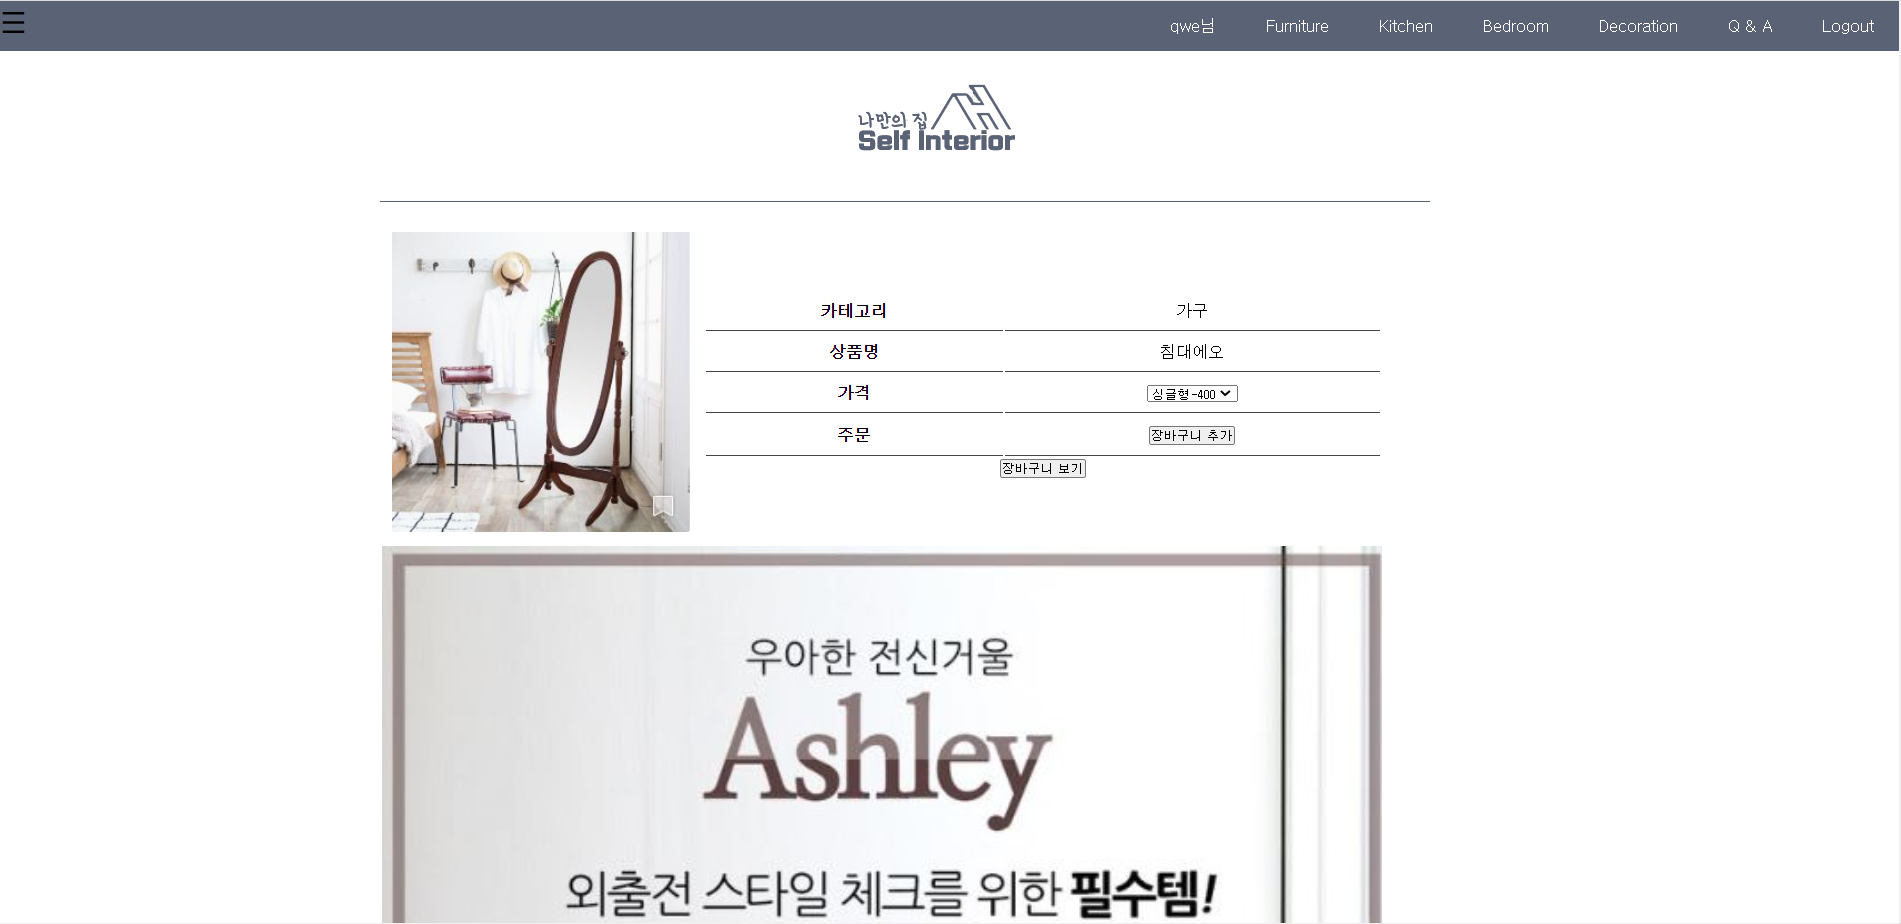 ☰ qwe님 Furniture Kitchen Bedroom Decoration Q & A Logout
나만의 집
Self Interior
카테고리 가구
상품명 침대에오
가격 싱글형-400
주문 장바구니 추가
장바구니 보기
우아한 전신거울
Ashley
외출전 스타일 체크를 위한 필수템!